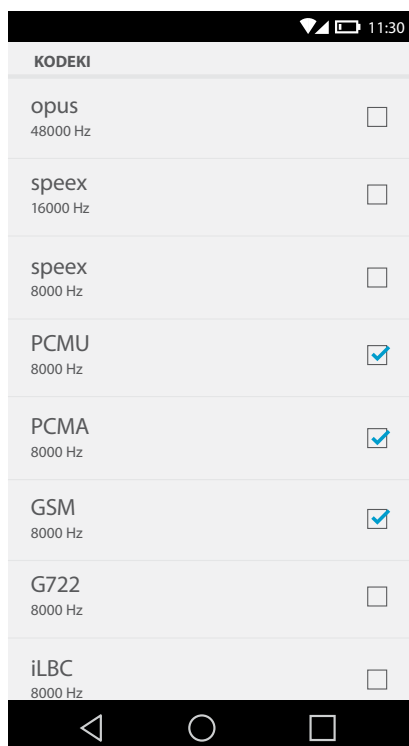 11:30
KODEKI
opus
48000 Hz
speex
16000 Hz
speex
8000 Hz
PCMU
8000 Hz
PCMA
8000 Hz
GSM
8000 Hz
G722
8000 Hz
iLBC
8000 Hz